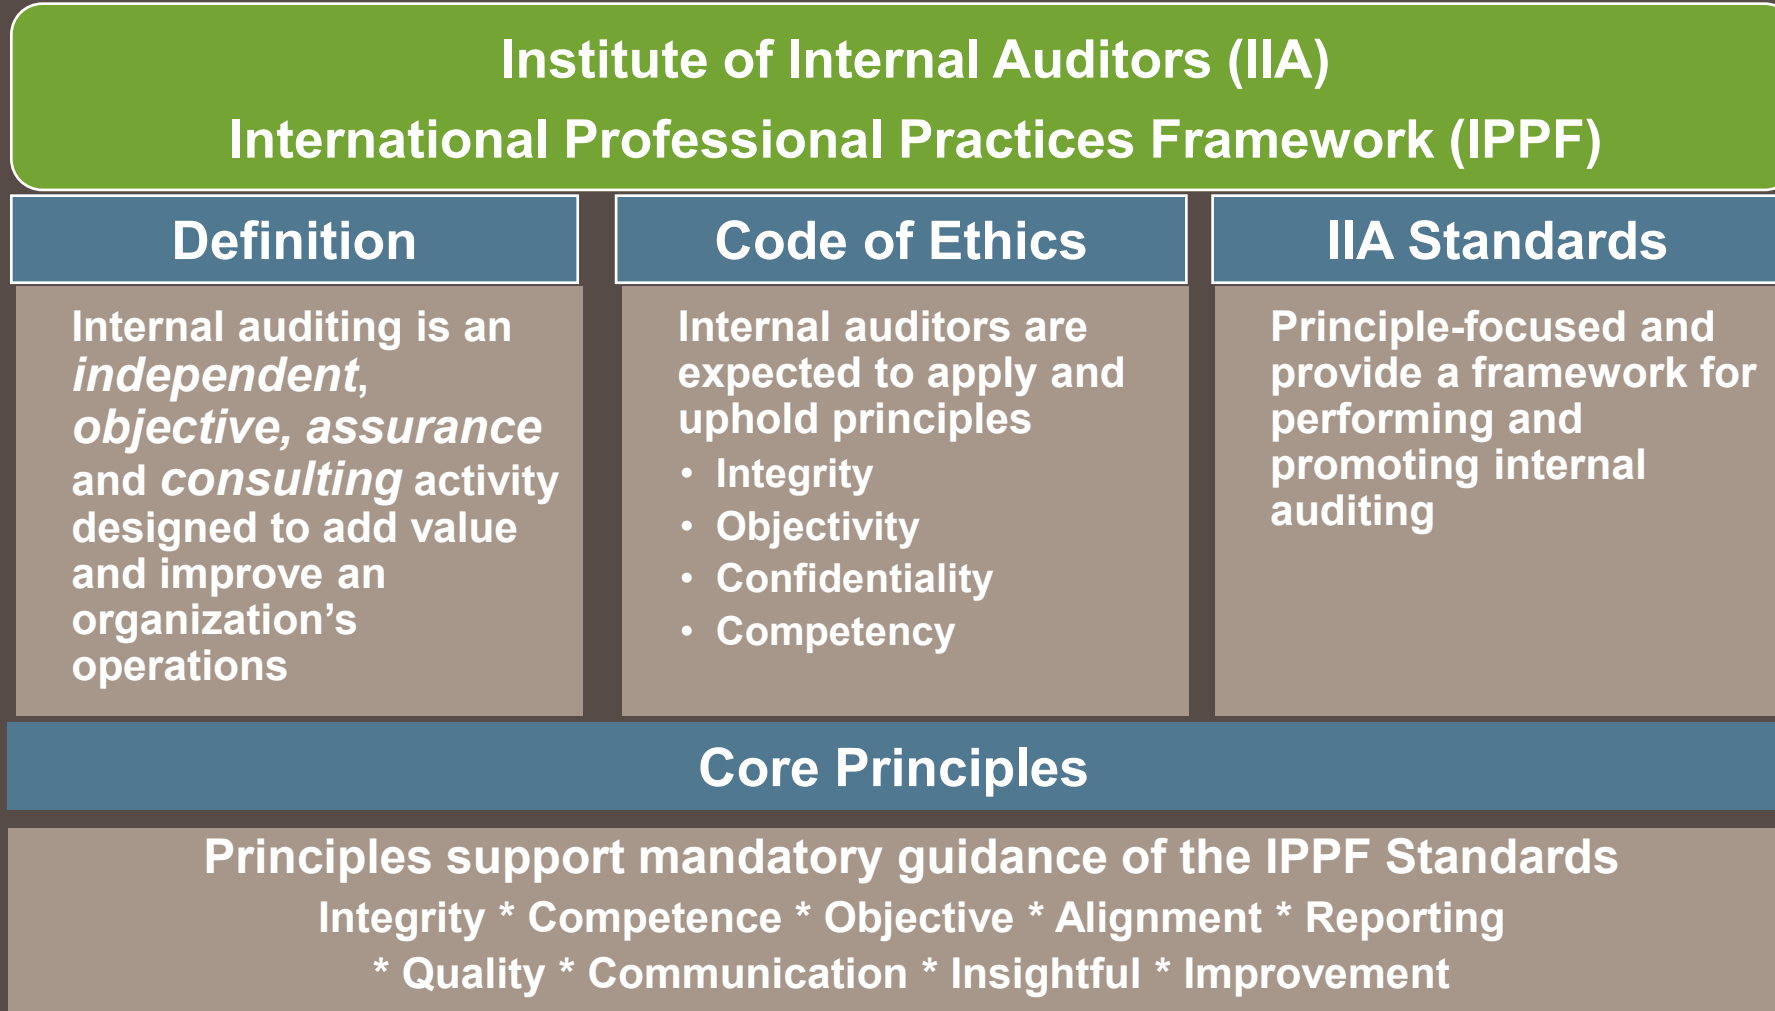 Institute of Internal Auditors (IIA)
International Professional Practices Framework (IPPF)
Definition
Internal auditing is an
independent,
objective, assurance
and consulting activity
designed to add value
and improve an
organization’s
operations
Code of Ethics
Internal auditors are
expected to apply and
uphold principles
• Integrity
• Objectivity
• Confidentiality
• Competency
IIA Standards
Principle-focused and
provide a framework for
performing and
promoting internal
auditing
Core Principles
Principles support mandatory guidance of the IPPF Standards
Integrity * Competence * Objective * Alignment * Reporting
* Quality * Communication * Insightful * Improvement